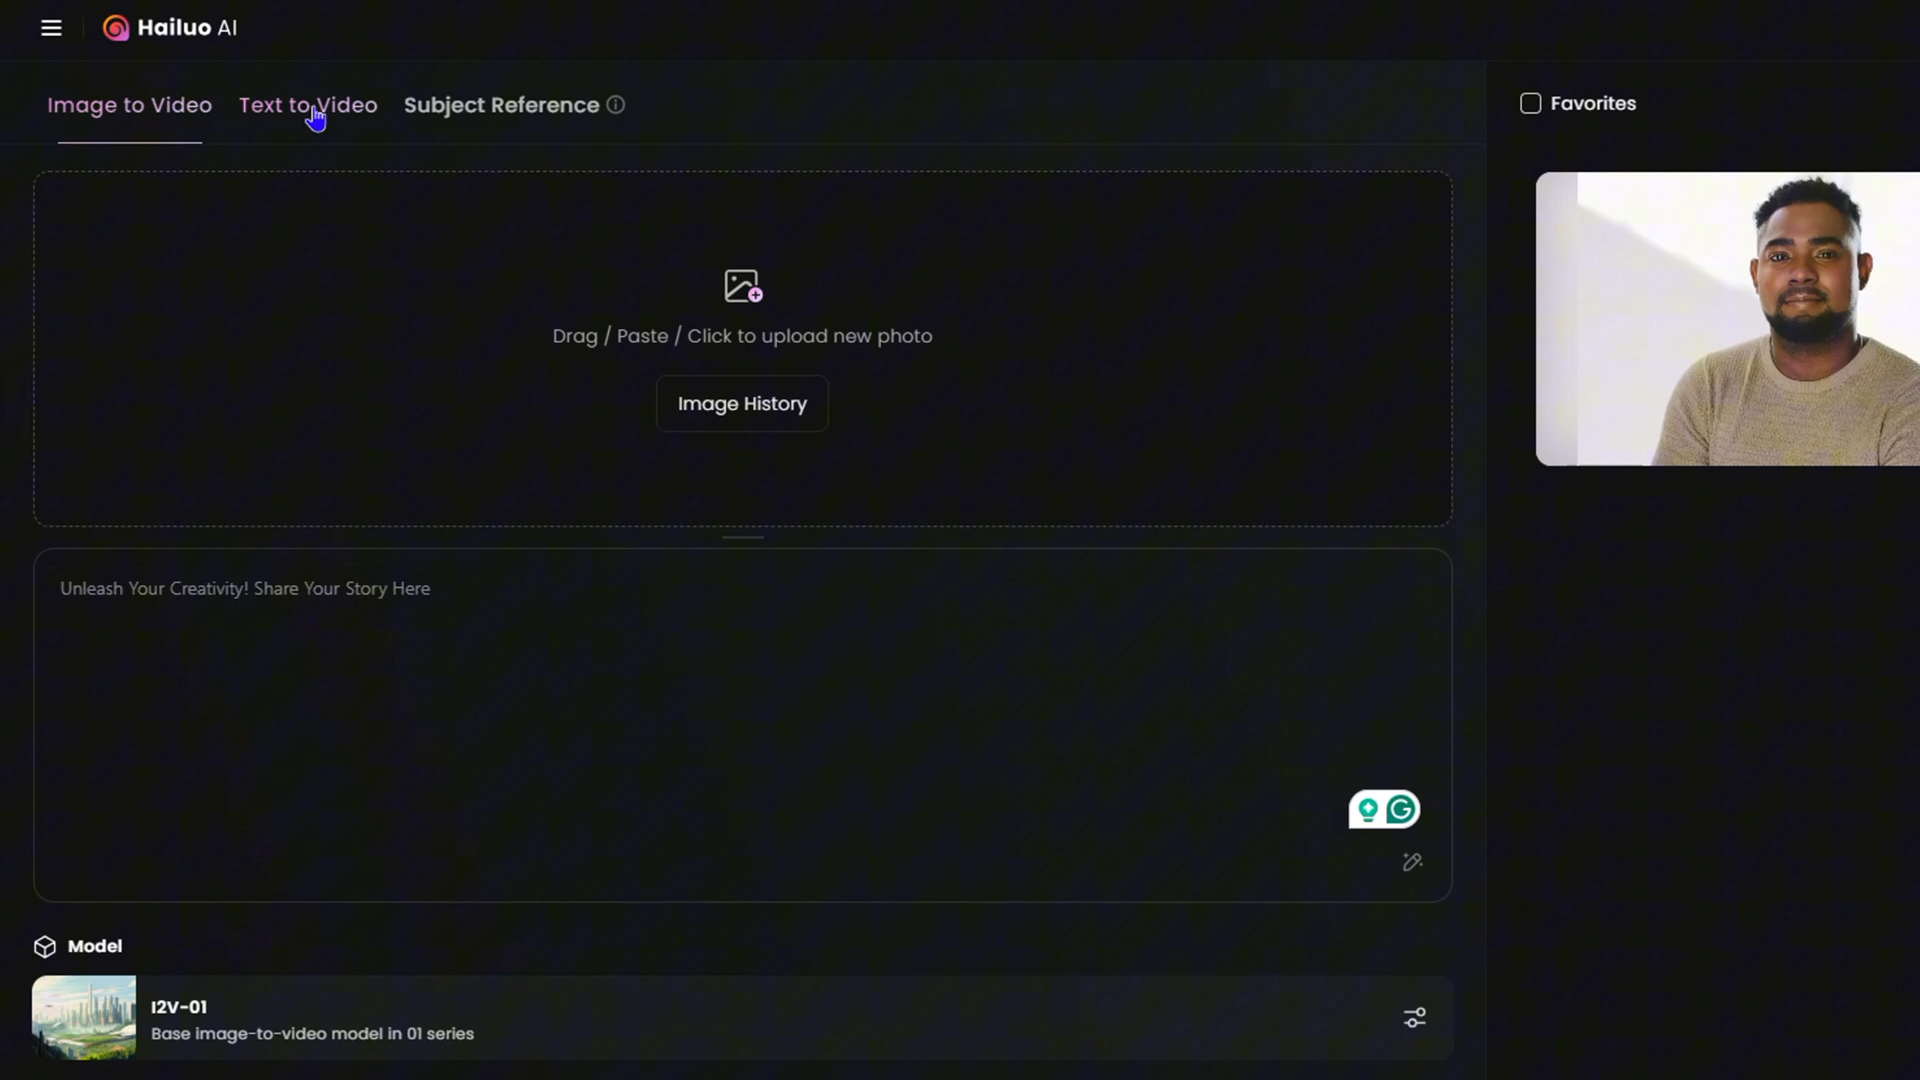 Hailuo AI
Image to Video
Text to Video
Subject Reference
Favorites
Drag / Paste / Click to upload new photo
Image History
Unleash Your Creativity! Share Your Story Here
Model
I2V-01
Base image-to-video model in 01 series